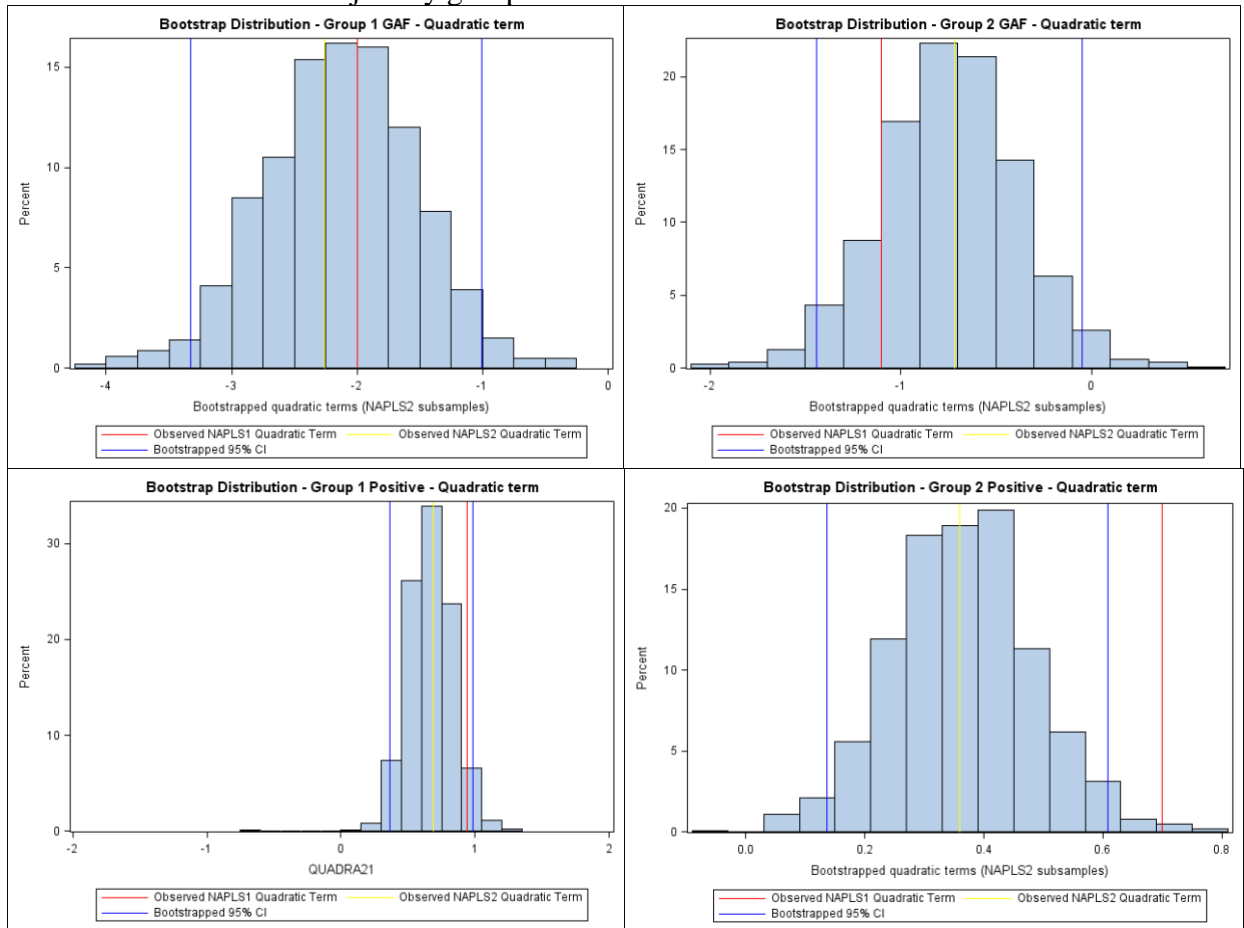 Bootstrap Distribution - Group 1 GAF - Quadratic term
15
10
5
0
Percent
-4 -3 -2 -1 0
Bootstrapped quadratic terms (NAPLS2 subsamples)
Observed NAPLS1 Quadratic Term Observed NAPLS2 Quadratic Term
Bootstrapped 95% CI
Bootstrap Distribution - Group 2 GAF - Quadratic term
20
15
10
5
0
Percent
-2 -1 0
Bootstrapped quadratic terms (NAPLS2 subsamples)
Observed NAPLS1 Quadratic Term Observed NAPLS2 Quadratic Term
Bootstrapped 95% CI
Bootstrap Distribution - Group 1 Positive - Quadratic term
30
20
10
0
Percent
-2 -1 0 1 2
QUADRA21
Observed NAPLS1 Quadratic Term Observed NAPLS2 Quadratic Term
Bootstrapped 95% CI
Bootstrap Distribution - Group 2 Positive - Quadratic term
20
15
10
5
0
Percent
0.0 0.2 0.4 0.6 0.8
Bootstrapped quadratic terms (NAPLS2 subsamples)
Observed NAPLS1 Quadratic Term Observed NAPLS2 Quadratic Term
Bootstrapped 95% CI